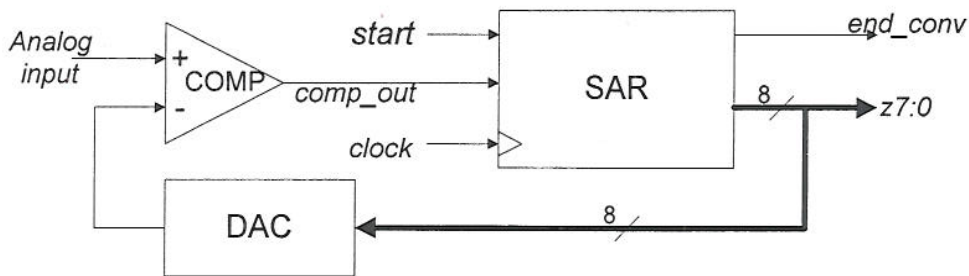 Analog
input
+
-
COMP
comp_out
start
clock
SAR
end_conv
8
z7:0
8
DAC